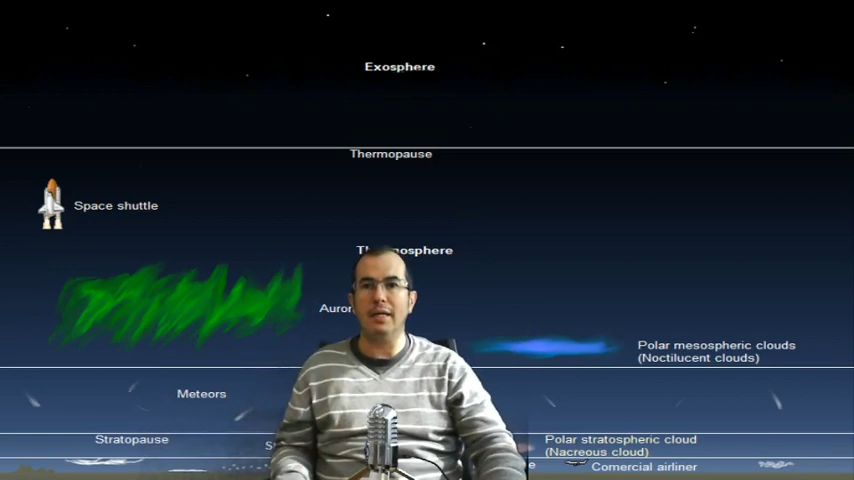 Exosphere
Thermopause
Space shuttle
Polar mesospheric clouds
(Noctilucent clouds)
Meteors
Stratopause
Polar stratospheric cloud
(Nacreous cloud)
Comercial airliner